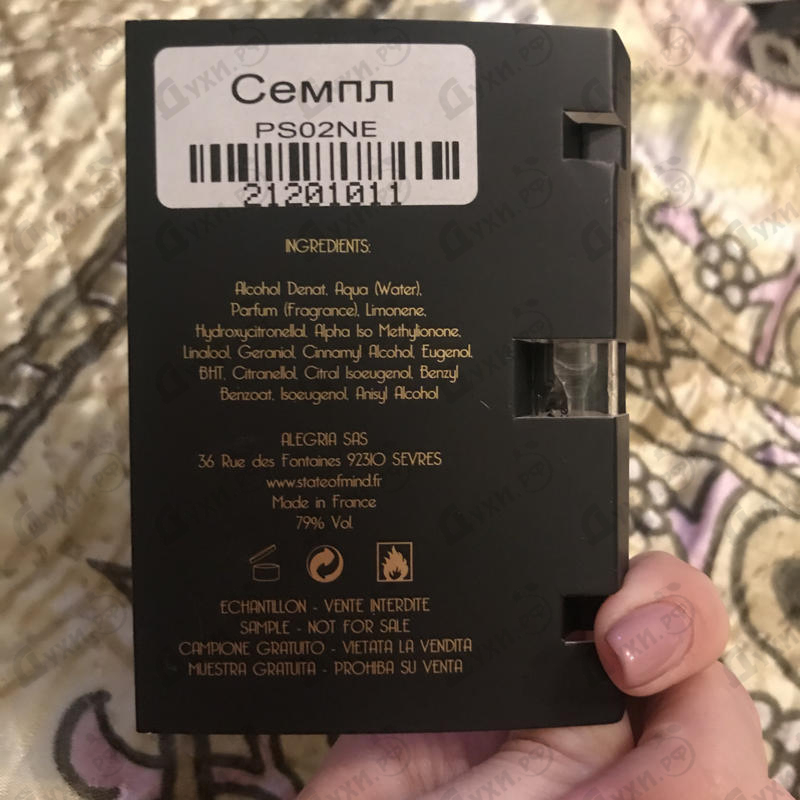 Семпл
PS02NE
21201011
INGREDIENTS:
Alcohol Denat, Aqua (Water),
Parfum (Fragrance), Limonene,
Hydroxycitronellal, Alpha Iso Methylionone,
Linalool, Geraniol, Cinnamyl Alcohol, Eugenol,
BHT, Citranellol, Citral Isoeugenol, Benzyl
Benzoat, Isoeugenol, Anisyl Alcohol
ALEGRIA SAS
36 Rue des Fontaines 92310 SEVRES
www.stateofmind.fr
Made in France
79% Vol.
ECHANTILLON - VENTE INTERDITE
SAMPLE - NOT FOR SALE
CAMPIONE GRATUITO - VIETATA LA VENDITA
MUESTRA GRATUITA - PROHIBA SU VENTA
Духи.рф